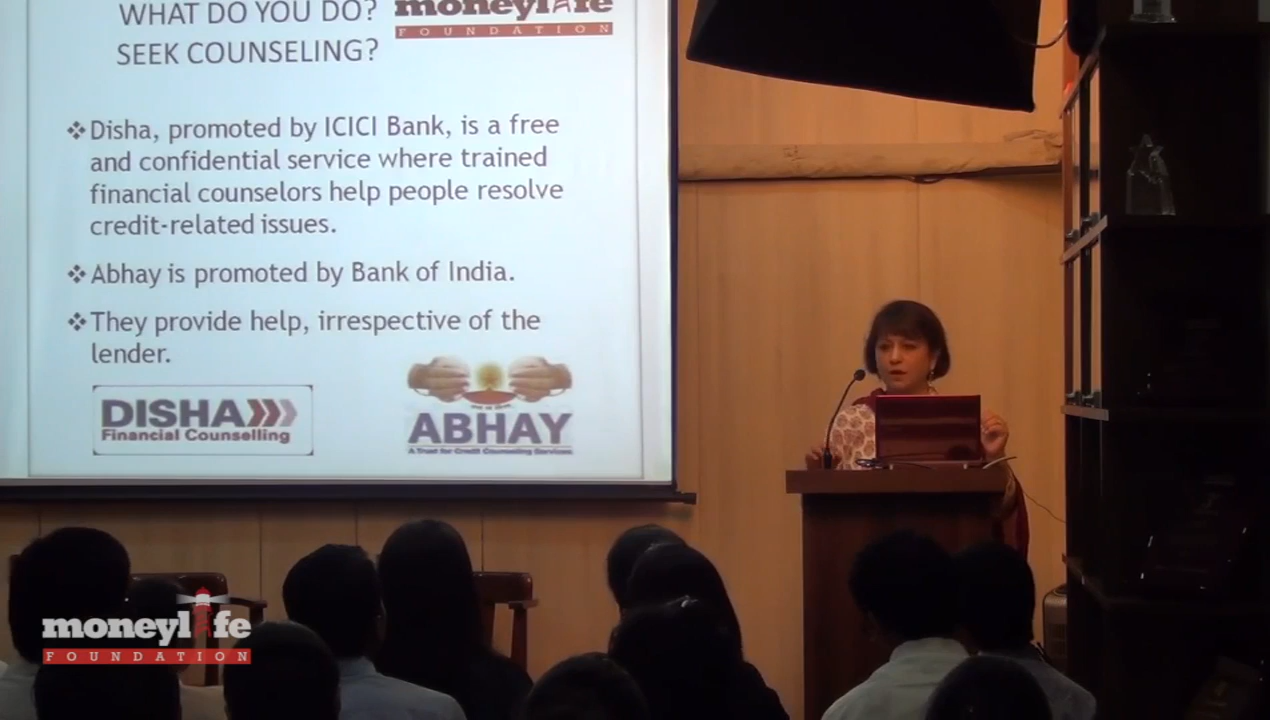 WHAT DO YOU DO?
SEEK COUNSELING?
moneylife
FOUNDATION
❖Disha, promoted by ICICI Bank, is a free
and confidential service where trained
financial counselors help people resolve
credit-related issues.
❖Abhay is promoted by Bank of India.
❖They provide help, irrespective of the
lender.
DISHA
Financial Counselling
ABHAY
A Trust for Credit Counseling Services
moneylife
FOUNDATION